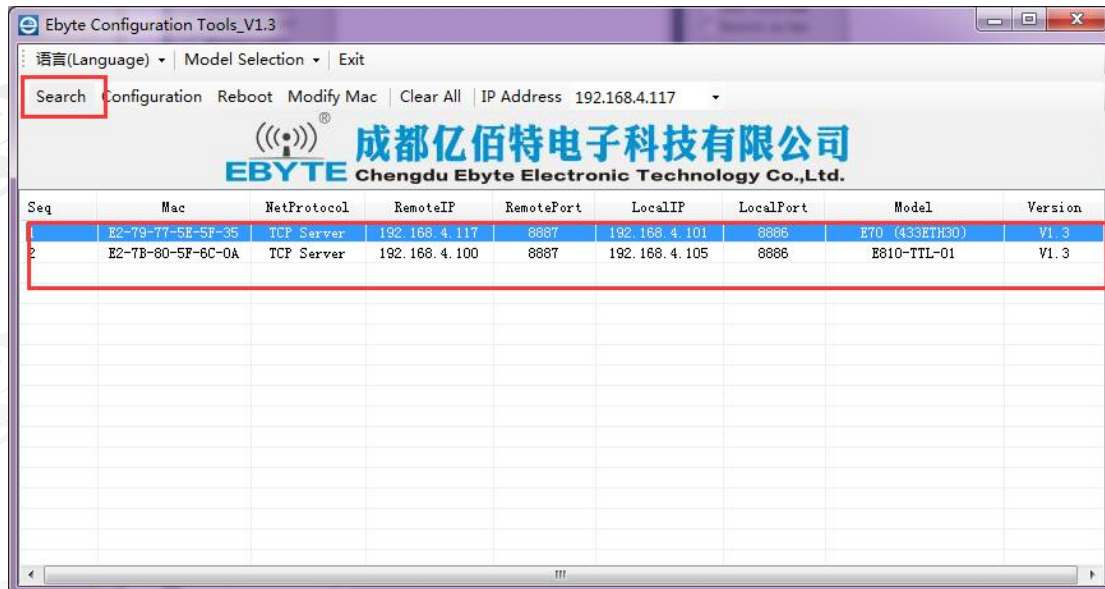 Ebyte Configuration Tools_V1.3
语言(Language) Model Selection Exit
Search Configuration Reboot Modify Mac Clear All IP Address 192.168.4.117
®
成都亿佰特电子科技有限公司
EBYTE Chengdu Ebyte Electronic Technology Co.,Ltd.
Seq Mac NetProtocol RemoteIP RemotePort LocalIP LocalPort Model Version
1 E2-79-77-5E-5F-35 TCP Server 192.168.4.117 8887 192.168.4.101 8886 E70 (433ETH30) V1.3
2 E2-7B-80-5F-6C-0A TCP Server 192.168.4.100 8887 192.168.4.105 8886 E810-TTL-01 V1.3